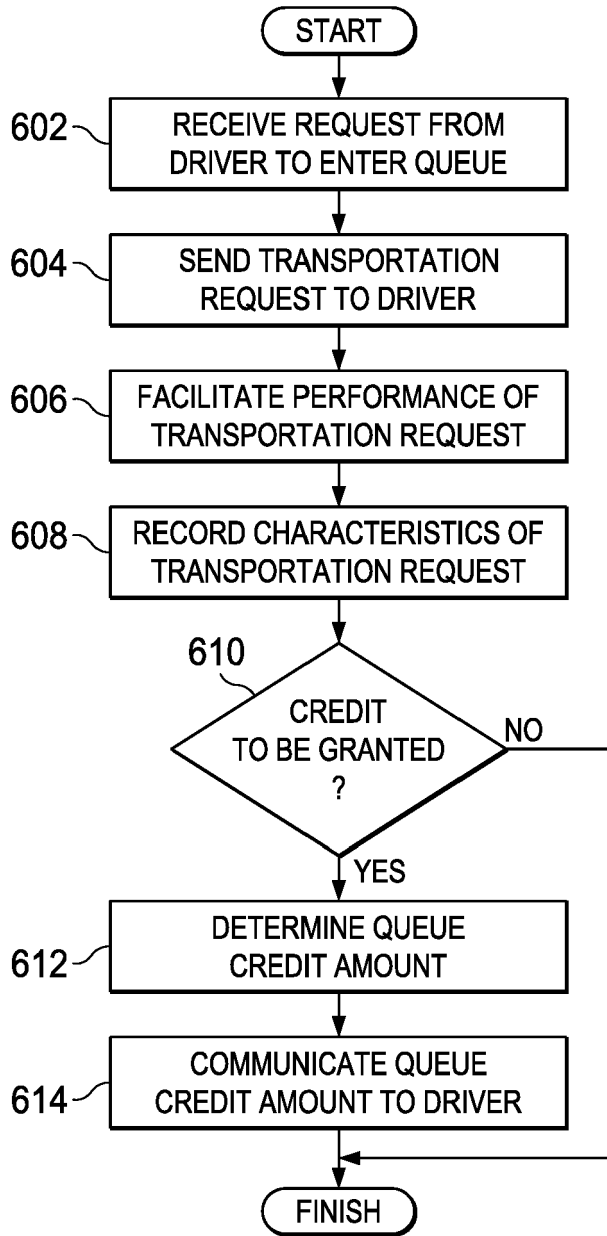 START
602
RECEIVE REQUEST FROM
DRIVER TO ENTER QUEUE
604
SEND TRANSPORTATION
REQUEST TO DRIVER
606
FACILITATE PERFORMANCE OF
TRANSPORTATION REQUEST
608
RECORD CHARACTERISTICS OF
TRANSPORTATION REQUEST
610
CREDIT
TO BE GRANTED
?
NO
YES
612
DETERMINE QUEUE
CREDIT AMOUNT
614
COMMUNICATE QUEUE
CREDIT AMOUNT TO DRIVER
FINISH